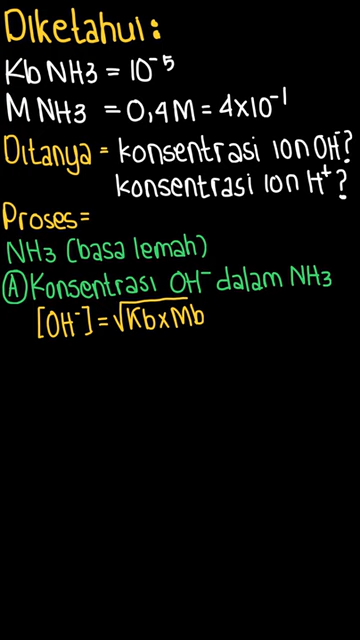 Diketahui:
Kb NH3 = 10⁻⁵
M NH3 = 0,4M = 4x10⁻¹
Ditanya = konsentrasi ion OH⁻?
konsentrasi ion H⁺?
Proses =
NH3 (basa lemah)
Ⓐ Konsentrasi OH⁻ dalam NH3
[OH⁻] = √Kb x Mb